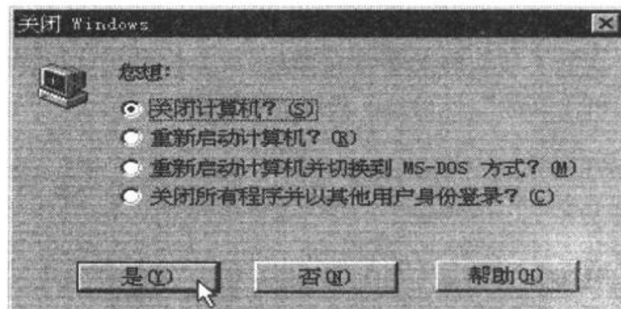 关闭 Windows
您想:
关闭计算机? (S)
重新启动计算机? (R)
重新启动计算机并切换到 MS-DOS 方式? (M)
关闭所有程序并以其他用户身份登录? (C)
是(Y) 否(N) 帮助(H)